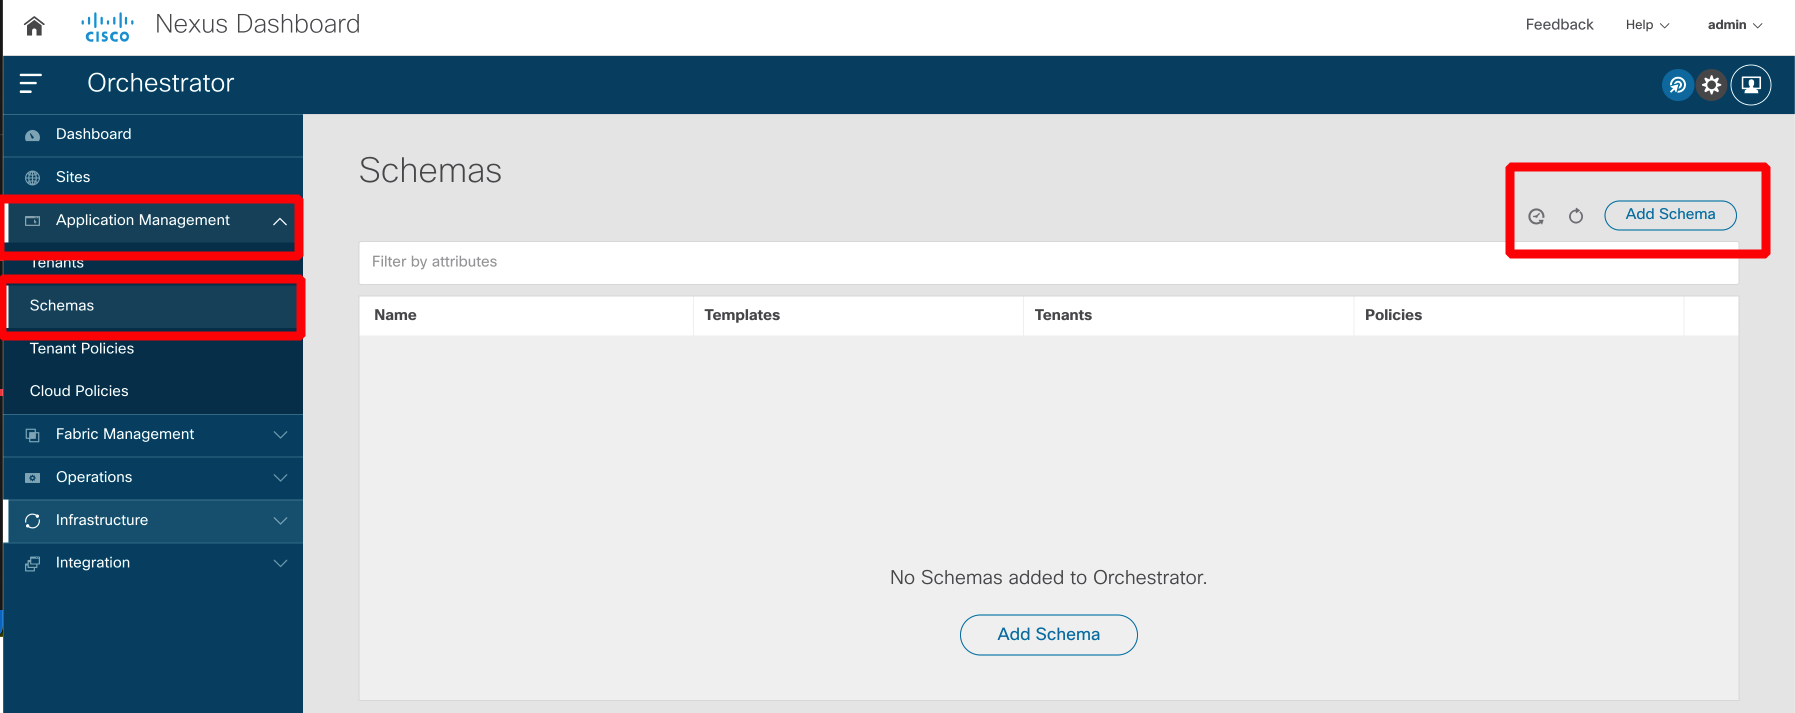 CISCO Nexus Dashboard Feedback Help admin
Orchestrator
Dashboard
Sites
Application Management
Tenants
Schemas
Tenant Policies
Cloud Policies
Fabric Management
Operations
Infrastructure
Integration
Schemas
Add Schema
Filter by attributes
Name Templates Tenants Policies
No Schemas added to Orchestrator.
Add Schema